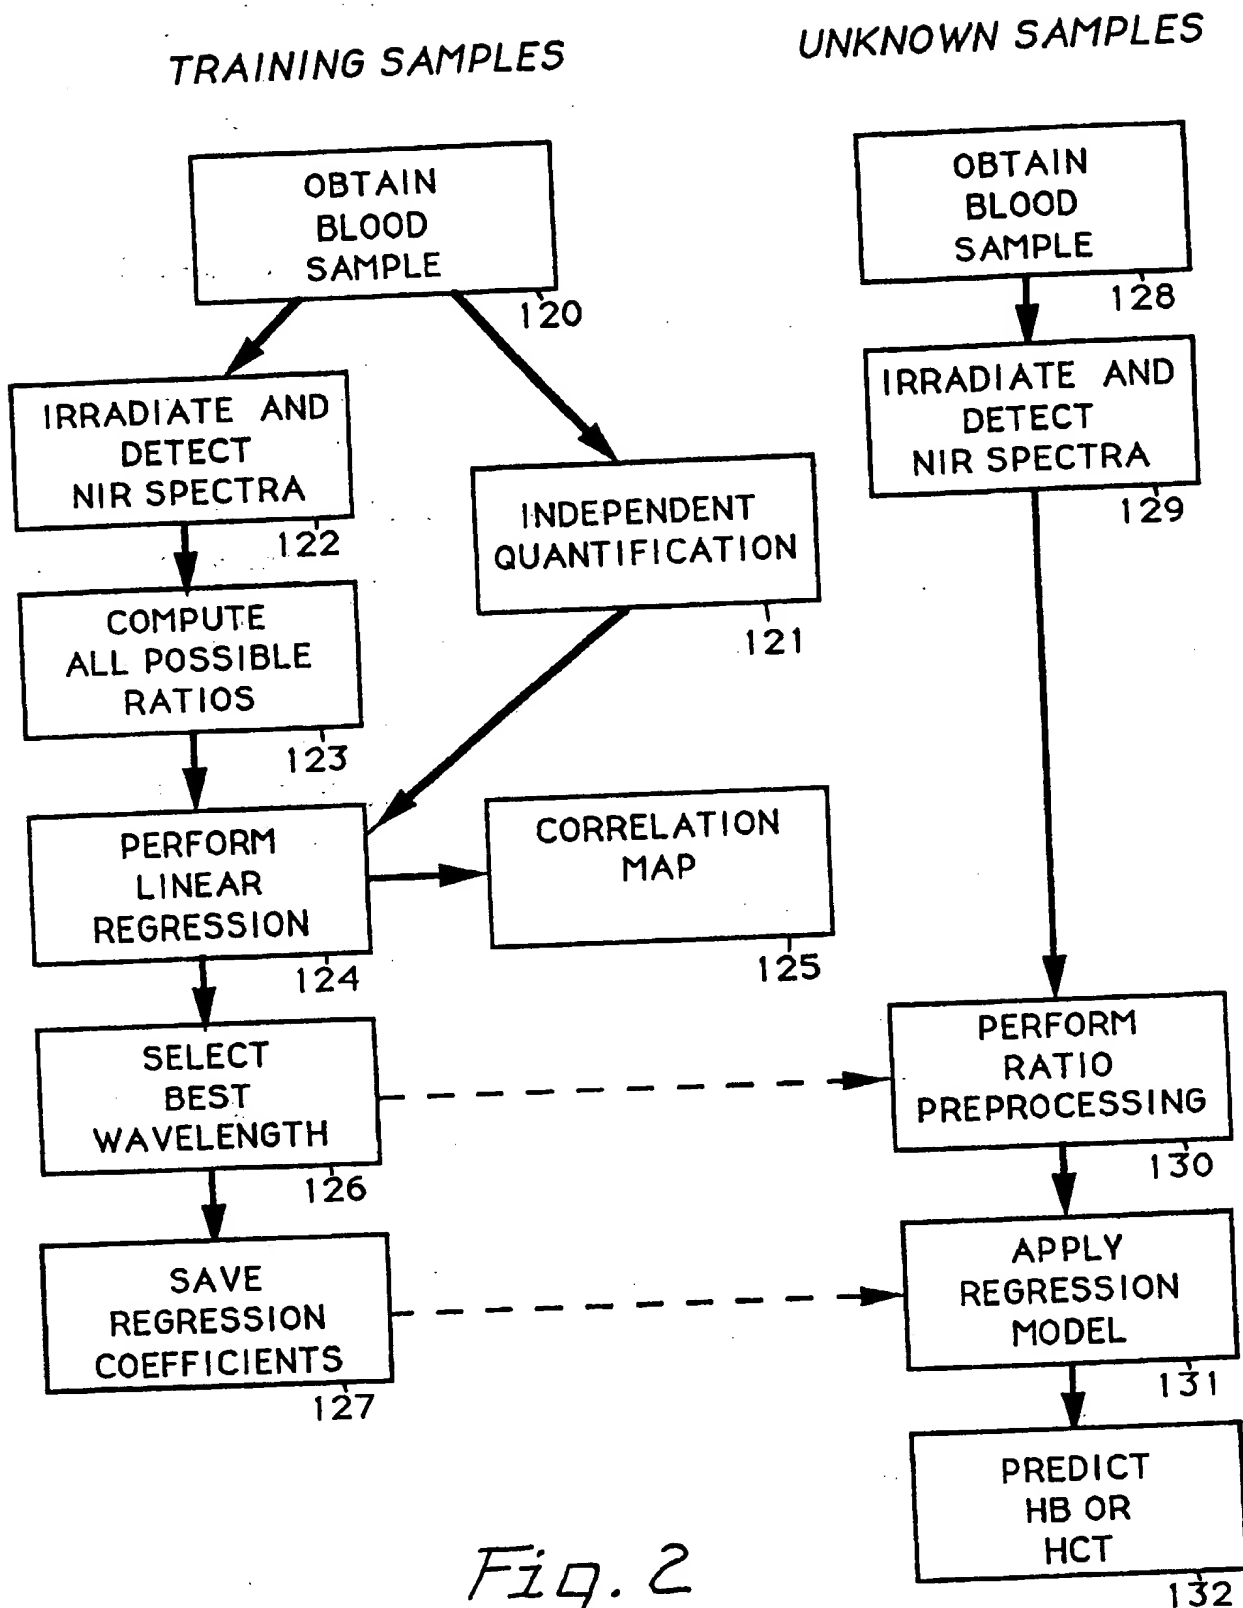 TRAINING SAMPLES
UNKNOWN SAMPLES
OBTAIN
BLOOD
SAMPLE
120
OBTAIN
BLOOD
SAMPLE
128
IRRADIATE AND
DETECT
NIR SPECTRA
122
INDEPENDENT
QUANTIFICATION
121
IRRADIATE AND
DETECT
NIR SPECTRA
129
COMPUTE
ALL POSSIBLE
RATIOS
123
PERFORM
LINEAR
REGRESSION
124
CORRELATION
MAP
125
SELECT
BEST
WAVELENGTH
126
PERFORM
RATIO
PREPROCESSING
130
SAVE
REGRESSION
COEFFICIENTS
127
APPLY
REGRESSION
MODEL
131
PREDICT
HB OR
HCT
132
Fig. 2